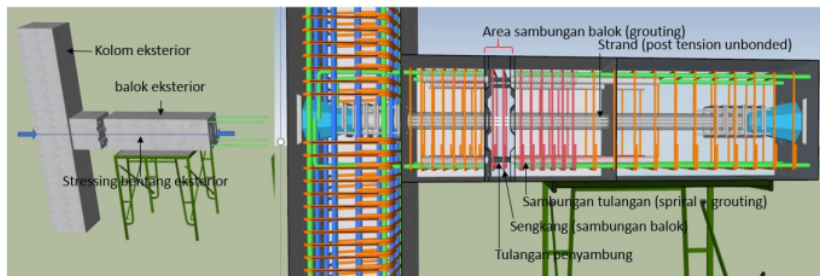 Kolom eksterior
balok eksterior
Stressing bentang eksterior
Area sambungan balok (grouting)
Strand (post tension unbonded)
Sambungan tulangan (spriral + grouting)
Sengkang (sambungan balok)
Tulangan penyambung